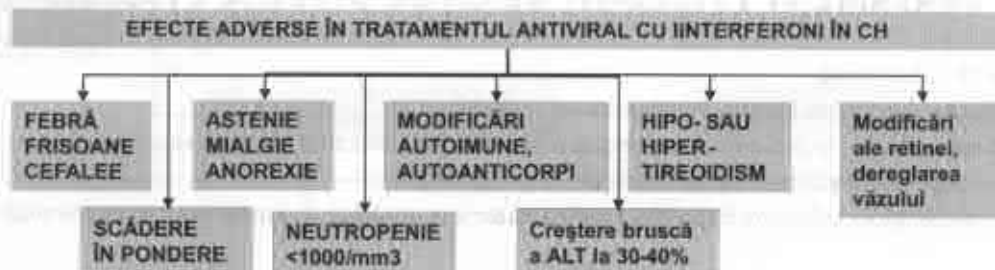 EFECTE ADVERSE ÎN TRATAMENTUL ANTIVIRAL CU IINTERFERONI ÎN CH
FEBRĂ
FRISOANE
CEFALEE
ASTENIE
MIALGIE
ANOREXIE
MODIFICĂRI
AUTOIMUNE,
AUTOANTICORPI
HIPO- SAU
HIPER-
TIREOIDISM
Modificări
ale retinei,
dereglarea
văzului
SCĂDERE
ÎN PONDERE
NEUTROPENIE
<1000/mm3
Creştere bruscă
a ALT la 30-40%